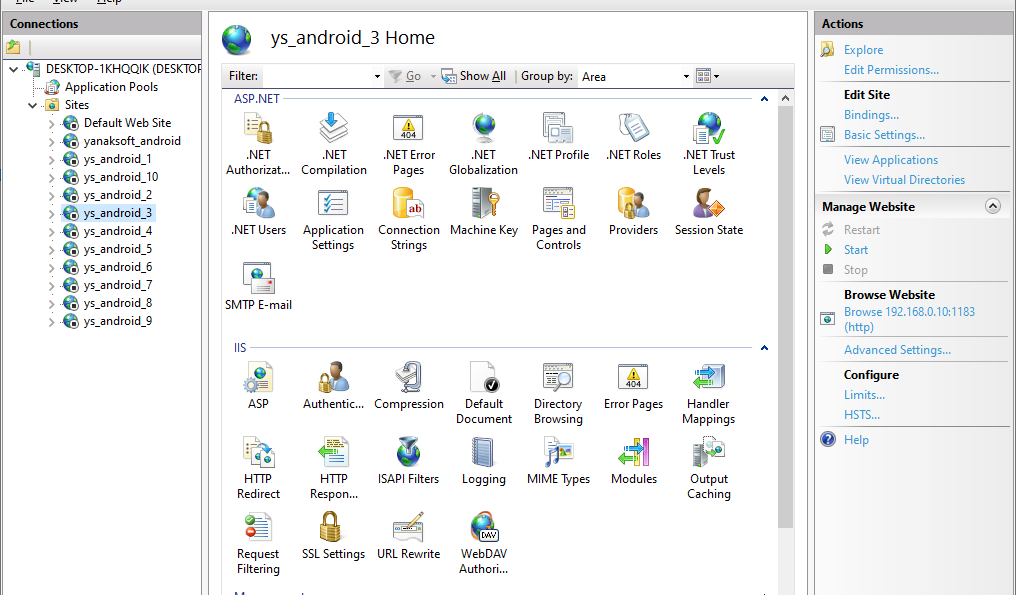 File View Help
Connections
DESKTOP-1KHQQIK (DESKTOP
Application Pools
Sites
Default Web Site
yanaksoft_android
ys_android_1
ys_android_10
ys_android_2
ys_android_3
ys_android_4
ys_android_5
ys_android_6
ys_android_7
ys_android_8
ys_android_9
ys_android_3 Home
Filter: Go Show All Group by: Area
ASP.NET
.NET Authorizat...
.NET Compilation
.NET Error Pages
.NET Globalization
.NET Profile
.NET Roles
.NET Trust Levels
.NET Users
Application Settings
Connection Strings
Machine Key
Pages and Controls
Providers
Session State
SMTP E-mail
IIS
ASP
Authentic...
Compression
Default Document
Directory Browsing
Error Pages
Handler Mappings
HTTP Redirect
HTTP Respon...
ISAPI Filters
Logging
MIME Types
Modules
Output Caching
Request Filtering
SSL Settings
URL Rewrite
WebDAV Authori...
Actions
Explore
Edit Permissions...
Edit Site
Bindings...
Basic Settings...
View Applications
View Virtual Directories
Manage Website
Restart
Start
Stop
Browse Website
Browse 192.168.0.10:1183
(http)
Advanced Settings...
Configure
Limits...
HSTS...
Help